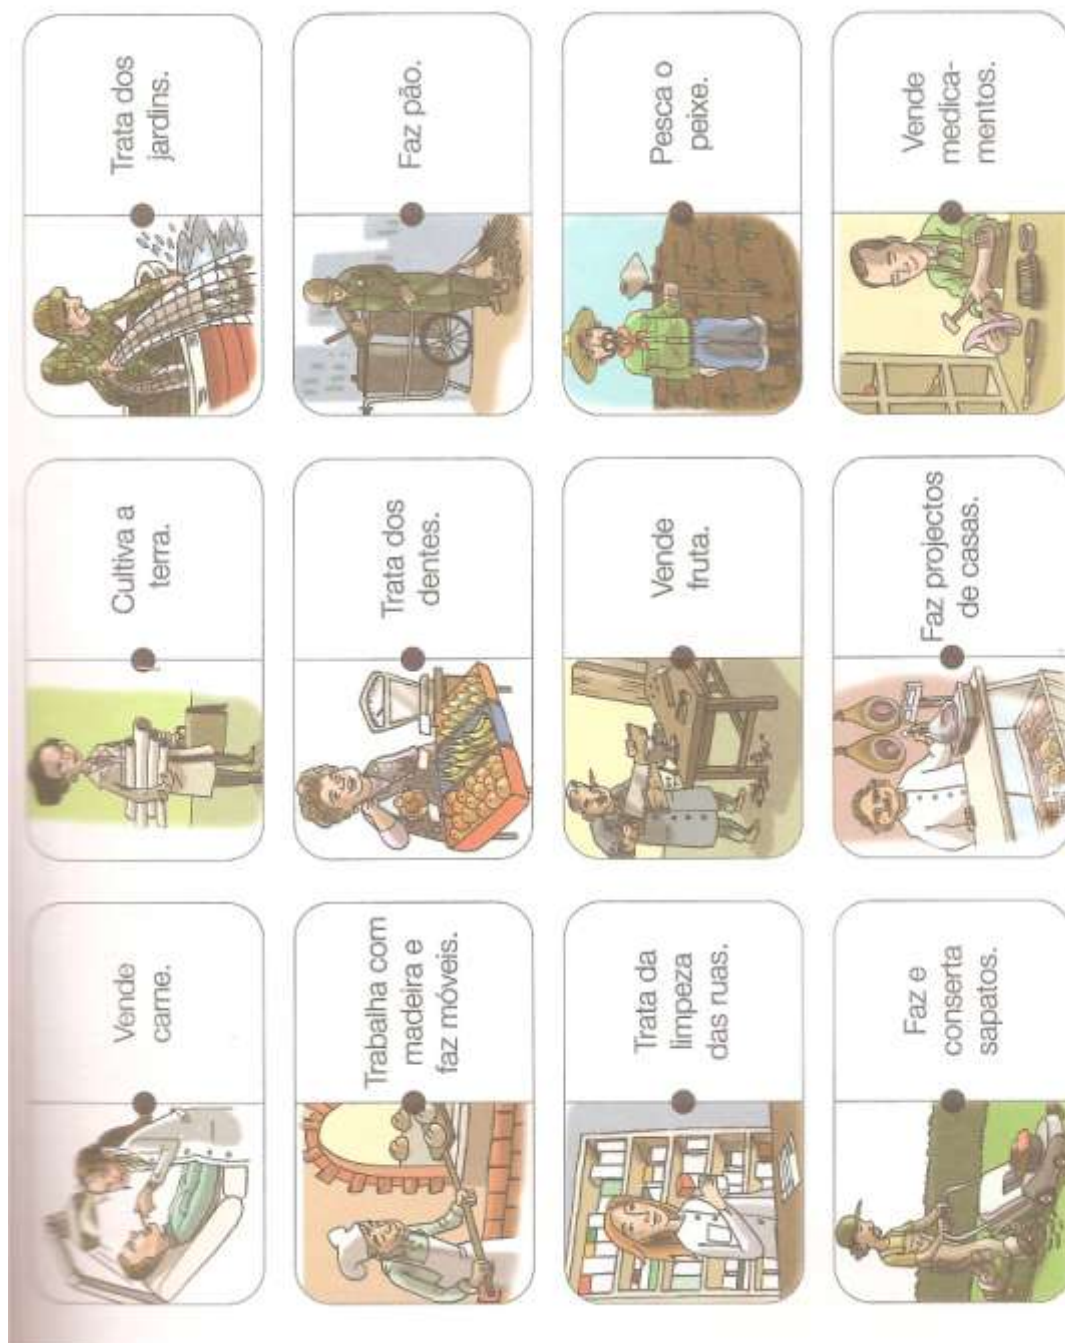 Vende
carne.
Cultiva a
terra.
Trata dos
jardins.
Trabalha com
madeira e
faz móveis.
Trata dos
dentes.
Faz pão.
Trata da
limpeza
das ruas.
Vende
fruta.
Pesca o
peixe.
Faz e
conserta
sapatos.
Faz projectos
de casas.
Vende
medica-
mentos.